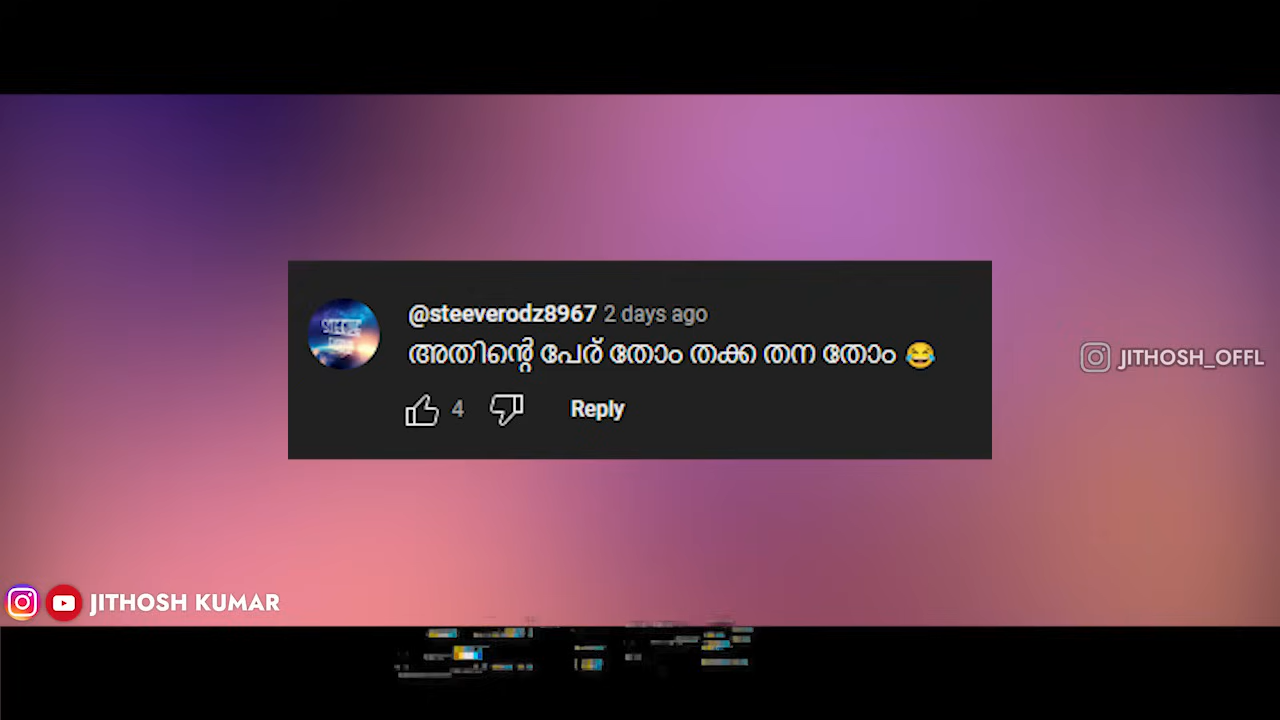 @steeverodz8967 2 days ago
അതിന്റെ പേര് തോം തക്ക തന തോം 😂
4 Reply
JITHOSH_OFFL
JITHOSH KUMAR